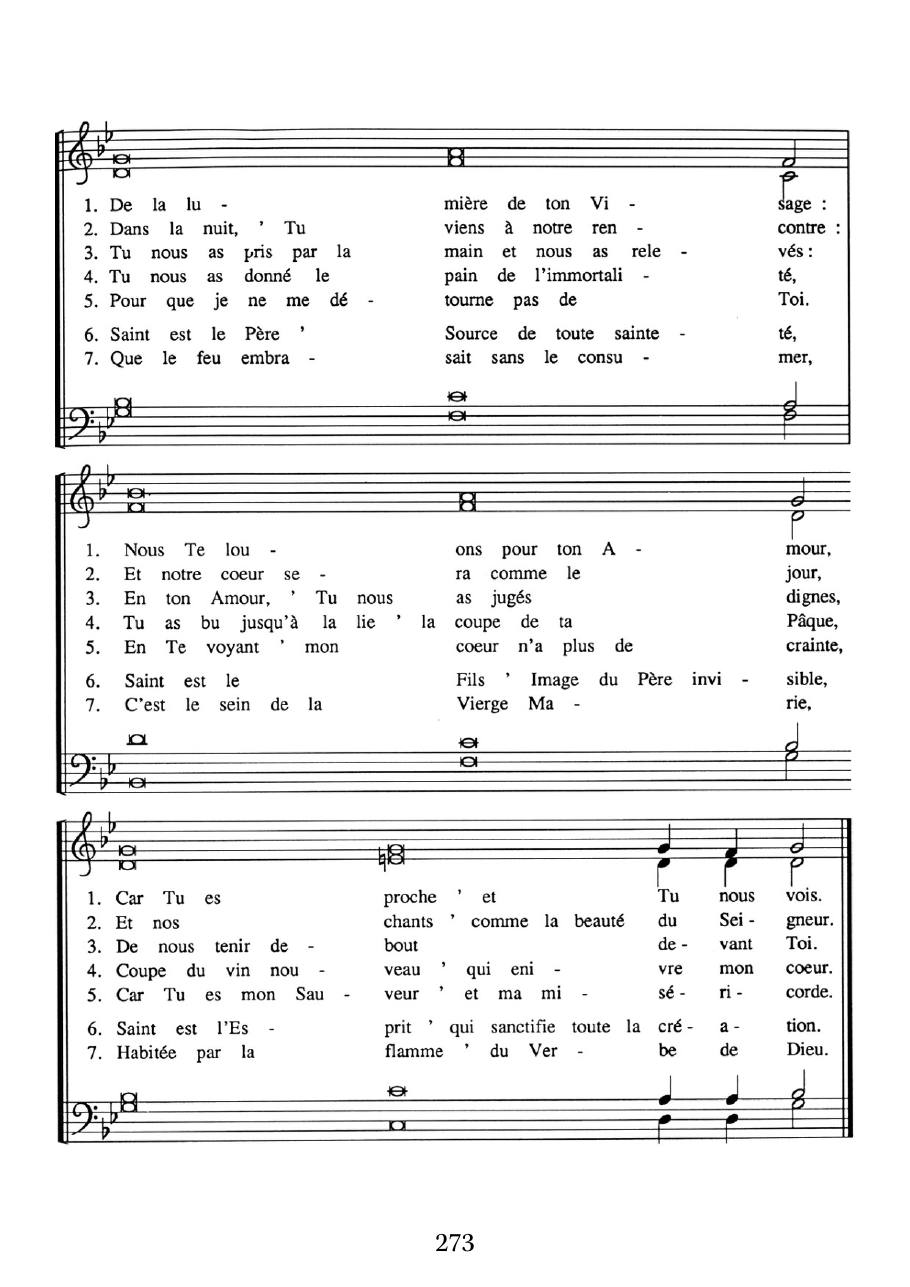 1. De la lu - mière de ton Vi - sage :
2. Dans la nuit, ’ Tu viens à notre ren - contre :
3. Tu nous as pris par la main et nous as rele - vés :
4. Tu nous as donné le pain de l’immortali - té,
5. Pour que je ne me dé - tourne pas de Toi.
6. Saint est le Père ’ Source de toute sainte - té,
7. Que le feu embra - sait sans le consu - mer,
1. Nous Te lou - ons pour ton A - mour,
2. Et notre coeur se - ra comme le jour,
3. En ton Amour, ’ Tu nous as jugés dignes,
4. Tu as bu jusqu’à la lie ’ la coupe de ta Pâque,
5. En Te voyant ’ mon coeur n’a plus de crainte,
6. Saint est le Fils ’ Image du Père invi - sible,
7. C’est le sein de la Vierge Ma - rie,
1. Car Tu es proche ’ et Tu nous vois.
2. Et nos chants ’ comme la beauté du Sei - gneur.
3. De nous tenir de - bout de - vant Toi.
4. Coupe du vin nou - veau ’ qui eni - vre mon coeur.
5. Car Tu es mon Sau - veur ’ et ma mi - sé - ri - corde.
6. Saint est l’Es - prit ’ qui sanctifie toute la cré - a - tion.
7. Habitée par la flamme ’ du Ver - be de Dieu.
273